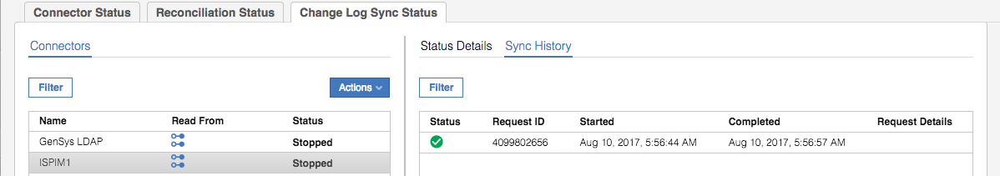 Connector Status Reconciliation Status Change Log Sync Status
Connectors
Filter Actions
Name Read From Status
GenSys LDAP Stopped
ISPIM1 Stopped
Status Details Sync History
Filter
Status Request ID Started Completed Request Details
4099802656 Aug 10, 2017, 5:56:44 AM Aug 10, 2017, 5:56:57 AM